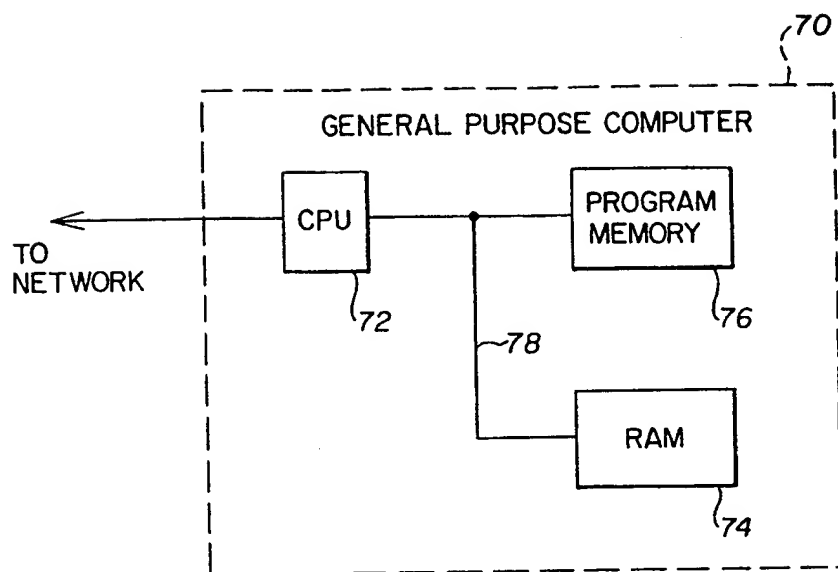 70
GENERAL PURPOSE COMPUTER
CPU
PROGRAM
MEMORY
TO
NETWORK
72
76
78
RAM
74